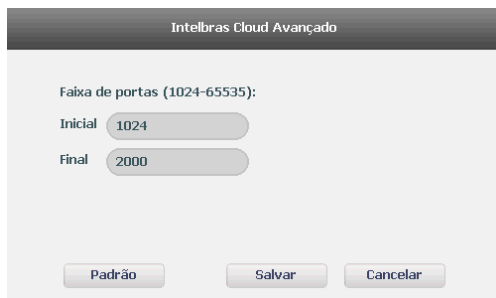 Intelbras Cloud Avançado
Faixa de portas (1024-65535):
Inicial 1024
Final 2000
Padrão Salvar Cancelar